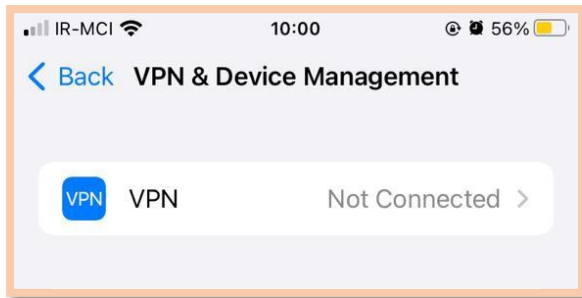 IR-MCI 10:00 56%
Back VPN & Device Management
VPN VPN Not Connected